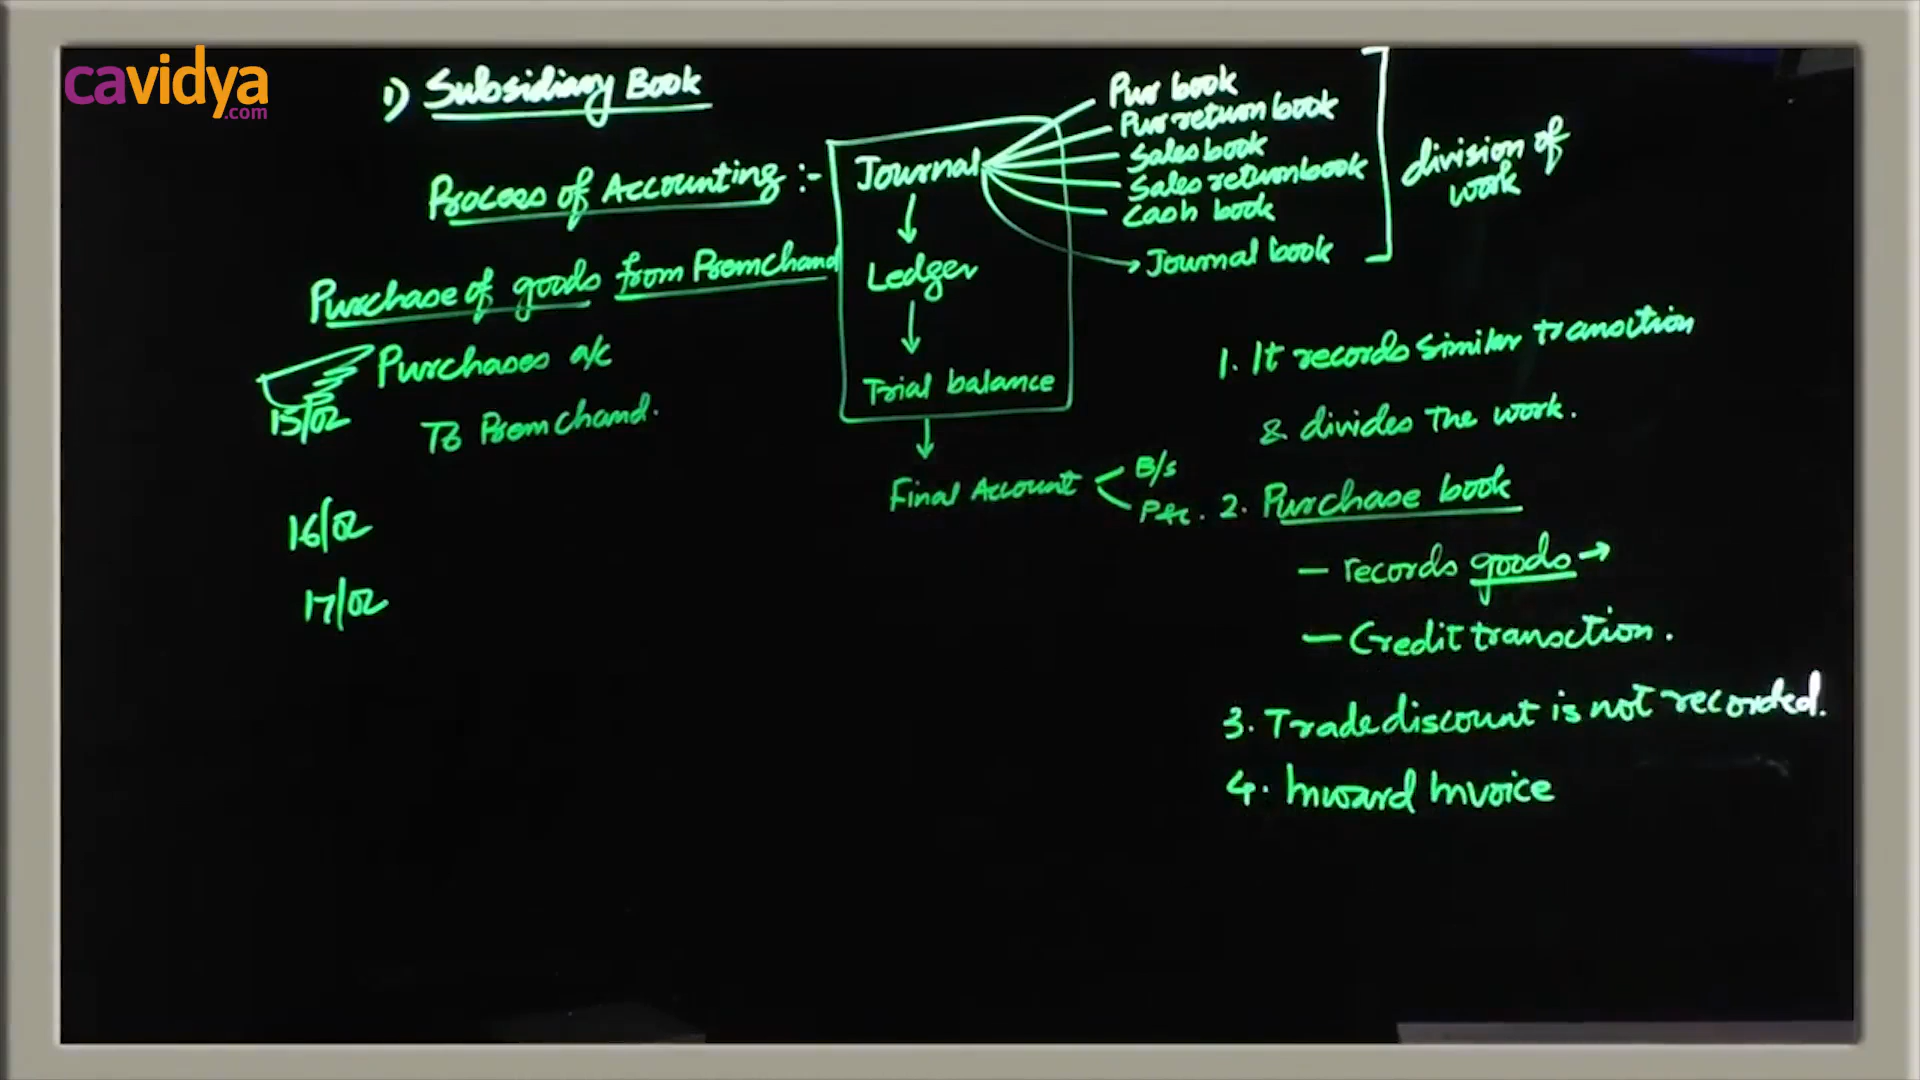 cavidya
.com
1) Subsidiary Book
Process of Accounting :-
Journal
Pur book
Pur return book
Sales book
Sales return book
Cash book
Journal book
division of
work
Ledger
Trial balance
Final Account
B/s
Purchase of goods from Premchand
Purchases a/c
15/02
To Premchand.
16/02
17/02
1. It records similar transction
& divides the work.
2. Purchase book
- records goods →
- Credit transction.
3. Trade discount is not recorded.
4. Inward Invoice